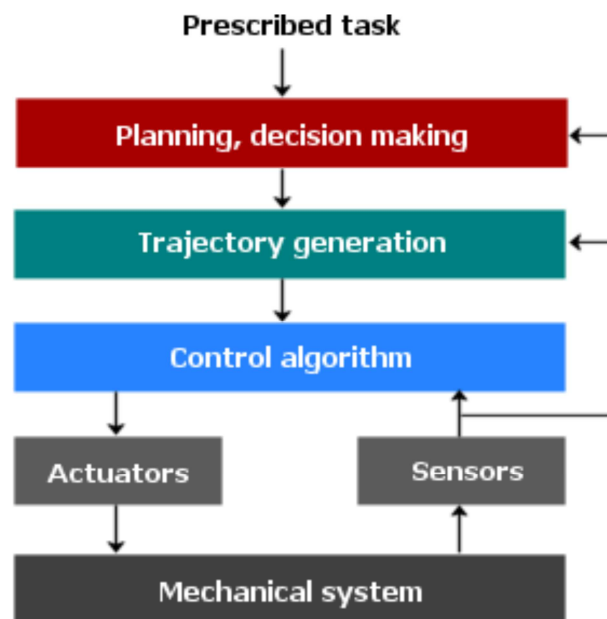 Prescribed task
Planning, decision making
Trajectory generation
Control algorithm
Actuators
Sensors
Mechanical system